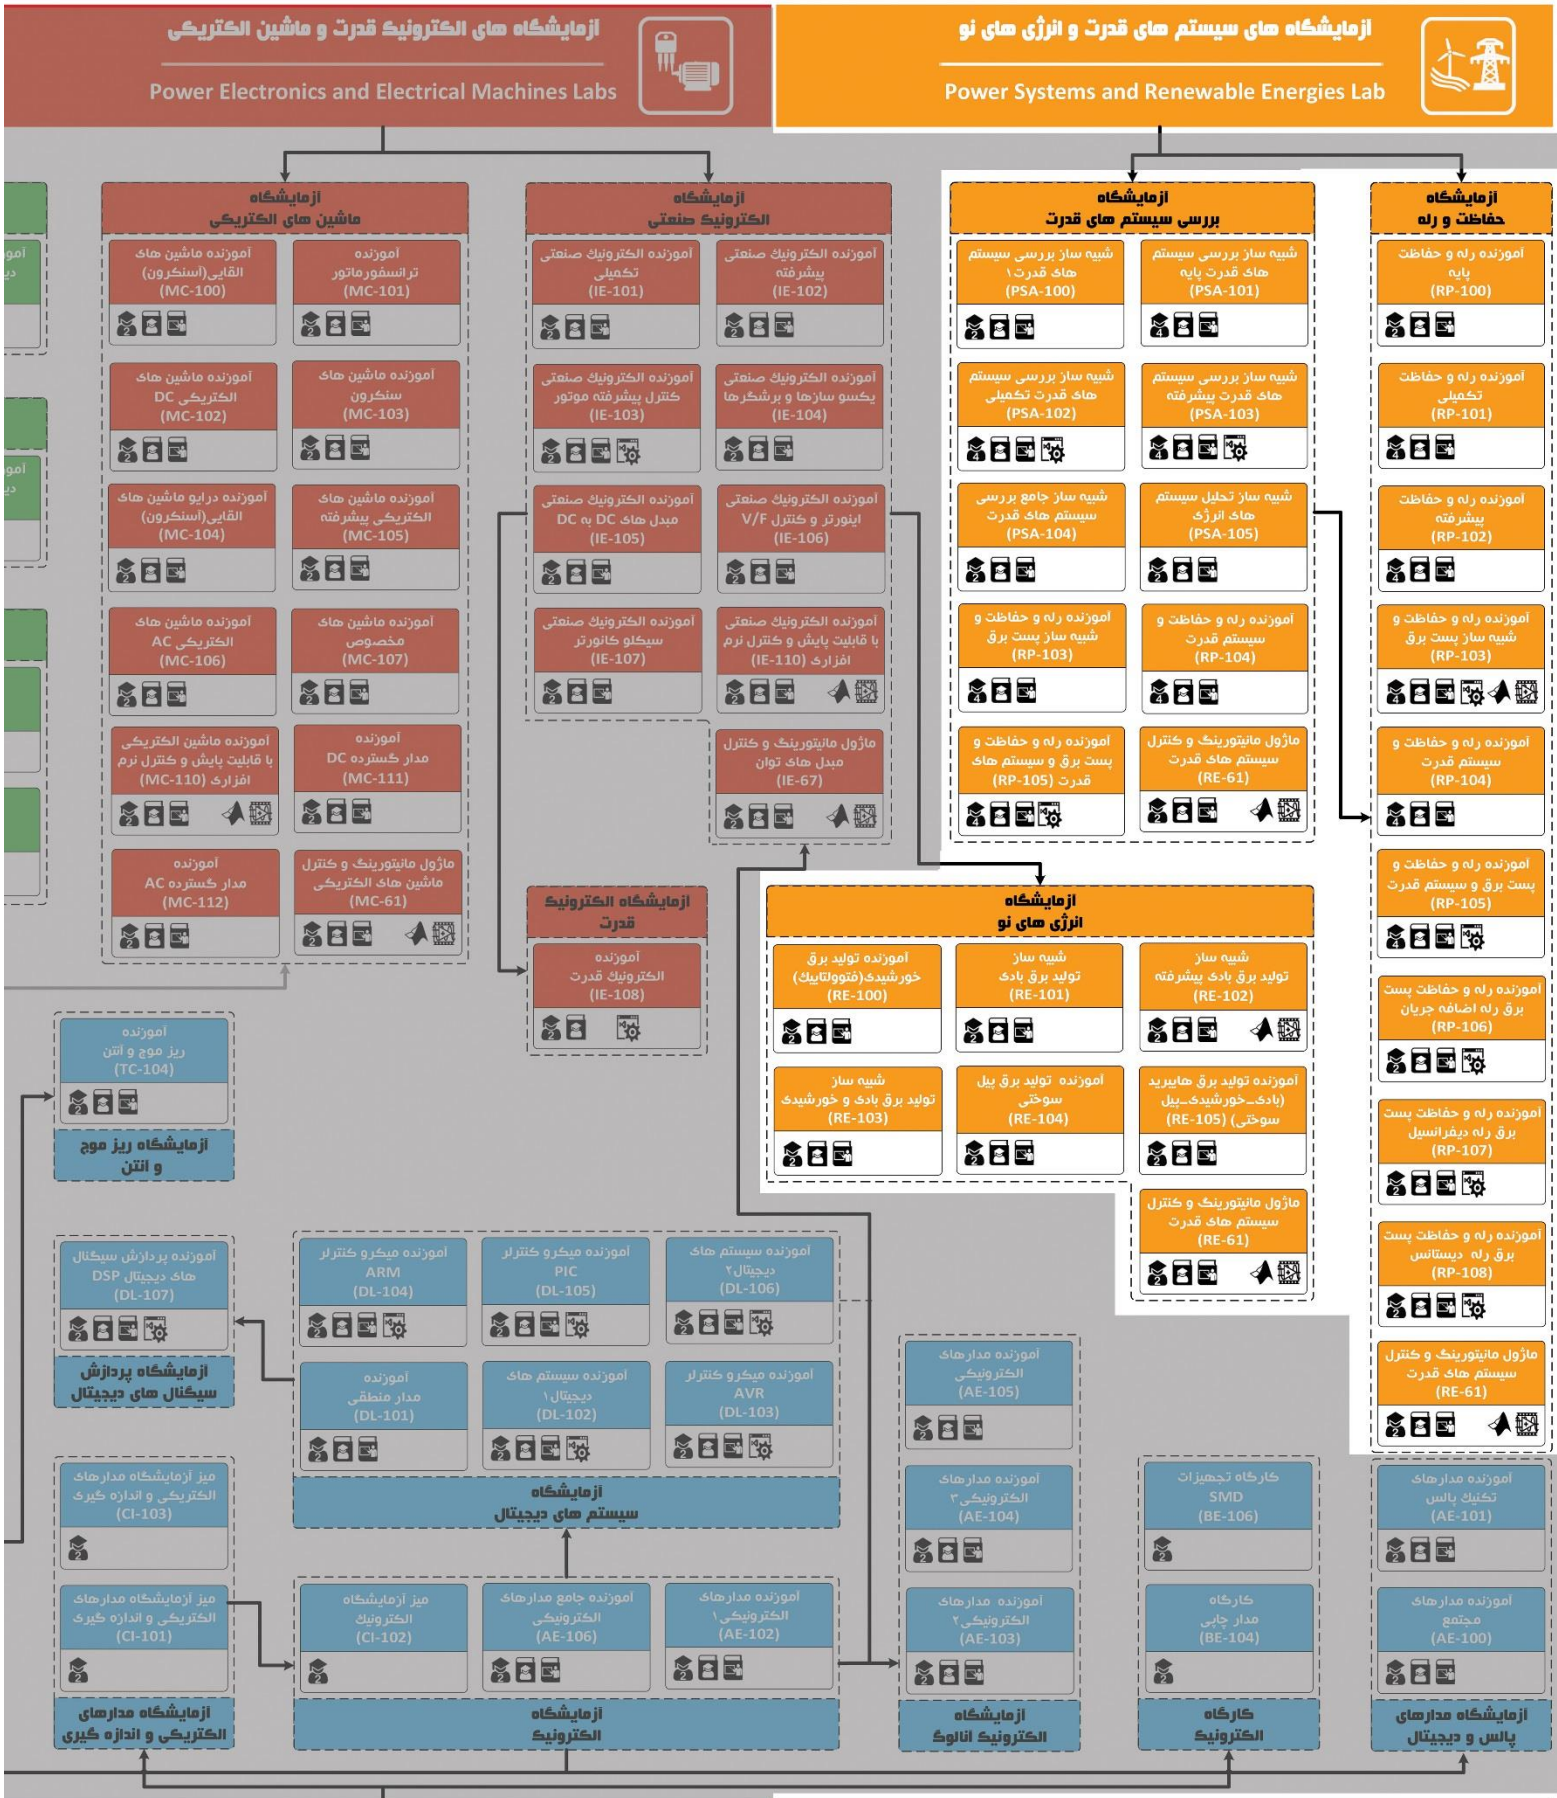 آزمایشگاه های سیستم های قدرت و انرژی های نو
Power Systems and Renewable Energies Lab
آزمایشگاه های الکترونیک قدرت و ماشین الکتریکی
Power Electronics and Electrical Machines Labs
آزمایشگاه
حفاظت و رله
آموزنده رله و حفاظت
پایه
(RP-100)
آموزنده رله و حفاظت
تکمیلی
(RP-101)
آموزنده رله و حفاظت
پیشرفته
(RP-102)
آموزنده رله و حفاظت و
شبیه ساز پست برق
(RP-103)
آموزنده رله و حفاظت و
سیستم قدرت
(RP-104)
آموزنده رله و حفاظت و
پست برق و سیستم قدرت
(RP-105)
آموزنده رله و حفاظت پست
برق رله اضافه جریان
(RP-106)
آموزنده رله و حفاظت پست
برق رله دیفرانسیل
(RP-107)
آموزنده رله و حفاظت پست
برق رله دیستانس
(RP-108)
ماژول مانیتورینگ و کنترل
سیستم های قدرت
(RE-61)
آزمایشگاه
بررسی سیستم های قدرت
شبیه ساز بررسی سیستم
های قدرت پایه
(PSA-101)
شبیه ساز بررسی سیستم
های قدرت ۱
(PSA-100)
شبیه ساز بررسی سیستم
های قدرت پیشرفته
(PSA-103)
شبیه ساز بررسی سیستم
های قدرت تکمیلی
(PSA-102)
شبیه ساز تحلیل سیستم
های انرژی
(PSA-105)
شبیه ساز جامع بررسی
سیستم های قدرت
(PSA-104)
آموزنده رله و حفاظت و
سیستم قدرت
(RP-104)
آموزنده رله و حفاظت و
شبیه ساز پست برق
(RP-103)
ماژول مانیتورینگ و کنترل
سیستم های قدرت
(RE-61)
آموزنده رله و حفاظت و
پست برق و سیستم های
قدرت (RP-105)
آزمایشگاه
انرژی های نو
شبیه ساز
تولید برق بادی پیشرفته
(RE-102)
شبیه ساز
تولید برق بادی
(RE-101)
آموزنده تولید برق
خورشیدی(فتوولتاییک)
(RE-100)
آموزنده تولید برق هایبرید
(بادی_خورشیدی_پیل
سوختی) (RE-105)
آموزنده تولید برق پیل
سوختی
(RE-104)
شبیه ساز
تولید برق بادی و خورشیدی
(RE-103)
ماژول مانیتورینگ و کنترل
سیستم های قدرت
(RE-61)
آزمایشگاه
الکترونیک صنعتی
آموزنده الکترونیک صنعتی
پیشرفته
(IE-102)
آموزنده الکترونیک صنعتی
تکمیلی
(IE-101)
آموزنده الکترونیک صنعتی
یکسو سازها و برشگرها
(IE-104)
آموزنده الکترونیک صنعتی
کنترل پیشرفته موتور
(IE-103)
آموزنده الکترونیک صنعتی
اینورتر و کنترل V/F
(IE-106)
آموزنده الکترونیک صنعتی
مبدل های DC به DC
(IE-105)
آموزنده الکترونیک صنعتی
با قابلیت پایش و کنترل نرم
افزاری (IE-110)
آموزنده الکترونیک صنعتی
سیکلو کانورتر
(IE-107)
ماژول مانیتورینگ و کنترل
مبدل های توان
(IE-67)
آزمایشگاه الکترونیک
قدرت
آموزنده
الکترونیک قدرت
(IE-108)
آزمایشگاه
ماشین های الکتریکی
آموزنده
ترانسفورماتور
(MC-101)
آموزنده ماشین های
القایی(آسنکرون)
(MC-100)
آموزنده ماشین های
سنکرون
(MC-103)
آموزنده ماشین های
الکتریکی DC
(MC-102)
آموزنده ماشین های
الکتریکی پیشرفته
(MC-105)
آموزنده درایو ماشین های
القایی(آسنکرون)
(MC-104)
آموزنده ماشین های
مخصوص
(MC-107)
آموزنده ماشین های
الکتریکی AC
(MC-106)
آموزنده
مدار گسترده DC
(MC-111)
آموزنده ماشین الکتریکی
با قابلیت پایش و کنترل نرم
افزاری (MC-110)
ماژول مانیتورینگ و کنترل
ماشین های الکتریکی
(MC-61)
آموزنده
مدار گسترده AC
(MC-112)
آموزنده
ریز موج و آنتن
(TC-104)
آزمایشگاه ریز موج
و انتن
آموزنده پردازش سیگنال
های دیجیتال DSP
(DL-107)
آزمایشگاه پردازش
سیگنال های دیجیتال
آموزنده سیستم های
دیجیتال۲
(DL-106)
آموزنده میکرو کنترلر
PIC
(DL-105)
آموزنده میکرو کنترلر
ARM
(DL-104)
آموزنده میکرو کنترلر
AVR
(DL-103)
آموزنده سیستم های
دیجیتال۱
(DL-102)
آموزنده
مدار منطقی
(DL-101)
آزمایشگاه
سیستم های دیجیتال
میز آزمایشگاه مدارهای
الکتریکی و اندازه گیری
(CI-103)
میز آزمایشگاه مدارهای
الکتریکی و اندازه گیری
(CI-101)
آزمایشگاه مدارهای
الکتریکی و اندازه گیری
آموزنده مدارهای
الکترونیکی۱
(AE-102)
آموزنده جامع مدارهای
الکترونیکی
(AE-106)
میز آزمایشگاه
الکترونیک
(CI-102)
آزمایشگاه
الکترونیک
آموزنده مدارهای
الکترونیکی
(AE-105)
آموزنده مدارهای
الکترونیکی۳
(AE-104)
آموزنده مدارهای
الکترونیکی۲
(AE-103)
آزمایشگاه
الکترونیک آنالوگ
کارگاه تجهیزات
SMD
(BE-106)
کارگاه
مدار چاپی
(BE-104)
کارگاه
الکترونیک
آموزنده مدارهای
تکنیک پالس
(AE-101)
آموزنده مدارهای
مجتمع
(AE-100)
آزمایشگاه مدارهای
پالس و دیجیتال